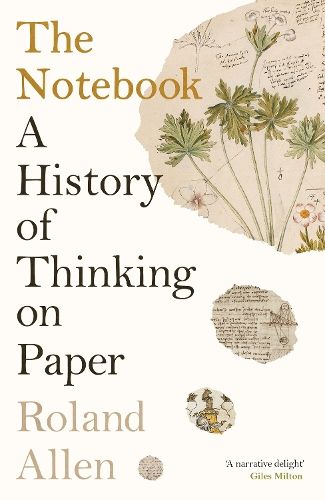 The
Notebook
A
History
of
Thinking
on
Paper
Roland
Allen
‘A narrative delight’
Giles Milton